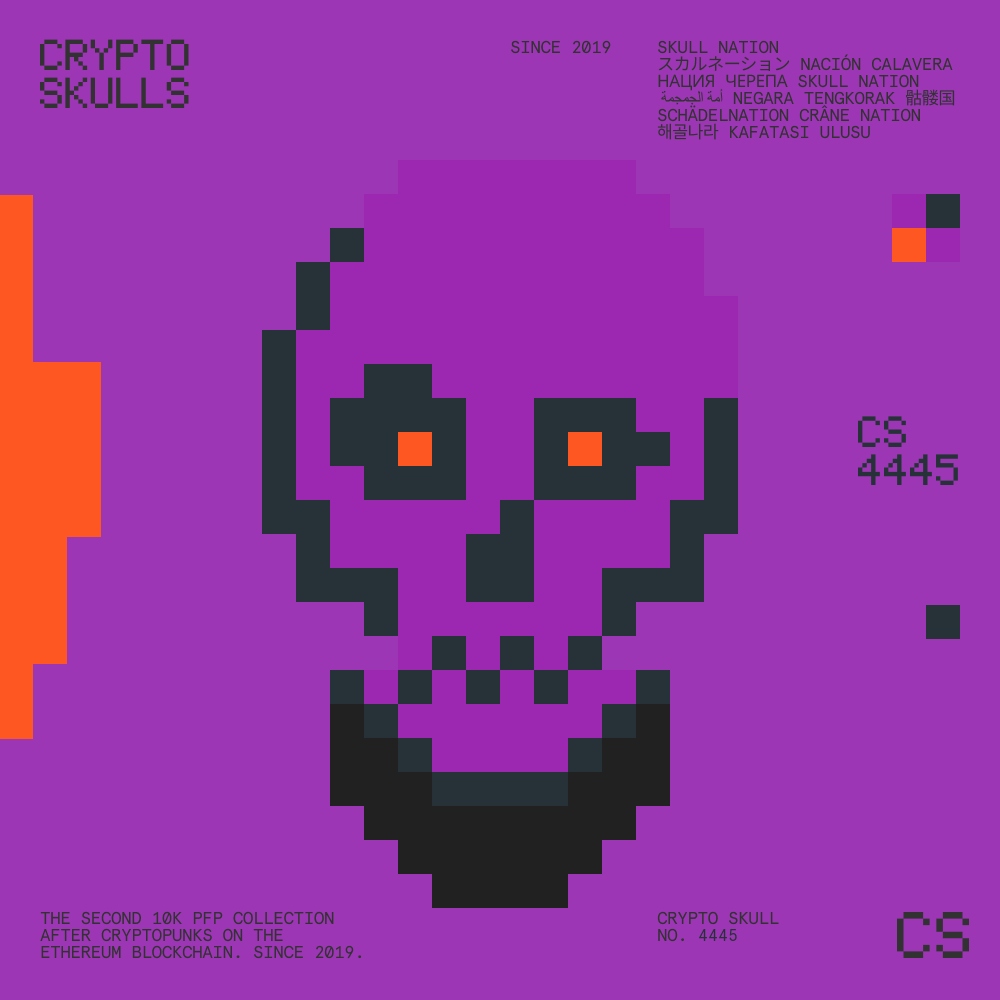 CRYPTO
SKULLS
SINCE 2019
SKULL NATION
スカルネーション NACIÓN CALAVERA
НАЦИЯ ЧЕРЕПА SKULL NATION
أمة الجمجمة NEGARA TENGKORAK 骷髅国
SCHÄDELNATION CRÂNE NATION
해골나라 KAFATASI ULUSU
CS
4445
THE SECOND 10K PFP COLLECTION
AFTER CRYPTOPUNKS ON THE
ETHEREUM BLOCKCHAIN. SINCE 2019.
CRYPTO SKULL
NO. 4445
CS